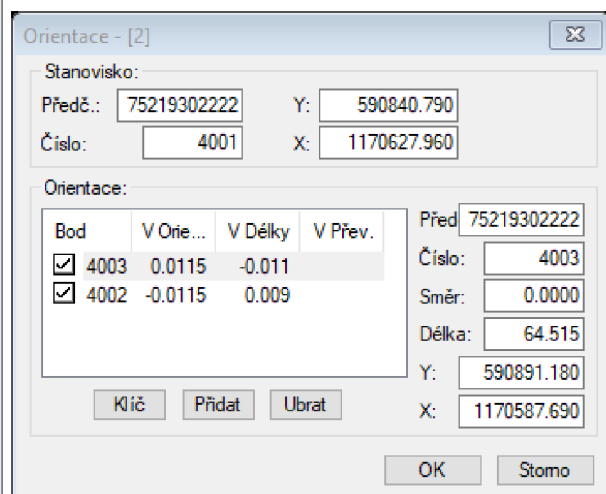 Orientace - [2]
Stanovisko:
Předč.: 75219302222 Y: 590840.790
Číslo: 4001 X: 1170627.960
Orientace:
Bod V Orie... V Délky V Přev.
4003 0.0115 -0.011
4002 -0.0115 0.009
Před 75219302222
Číslo: 4003
Směr: 0.0000
Délka: 64.515
Y: 590891.180
X: 1170587.690
Klíč Přidat Ubrat
OK Storno